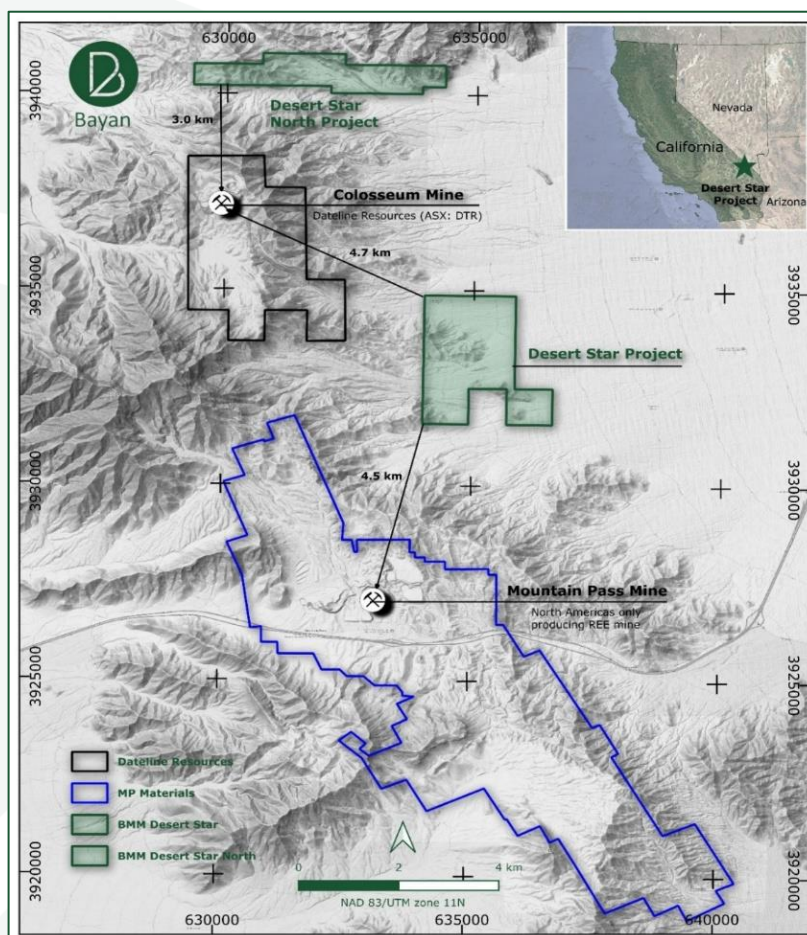 630000
635000
3940000
Bayan
Desert Star
North Project
3.0 km
Nevada
California
Desert Star
Project
Arizona
Colosseum Mine
Dateline Resources (ASX: DTR)
4.7 km
3935000
3935000
Desert Star Project
3930000
4.5 km
3930000
Mountain Pass Mine
North Americas only
producing REE mine
3925000
3925000
Dateline Resources
MP Materials
BMM Desert Star
BMM Desert Star North
3920000
0 2 4 km
3920000
NAD 83/UTM zone 11N
630000
635000
640000